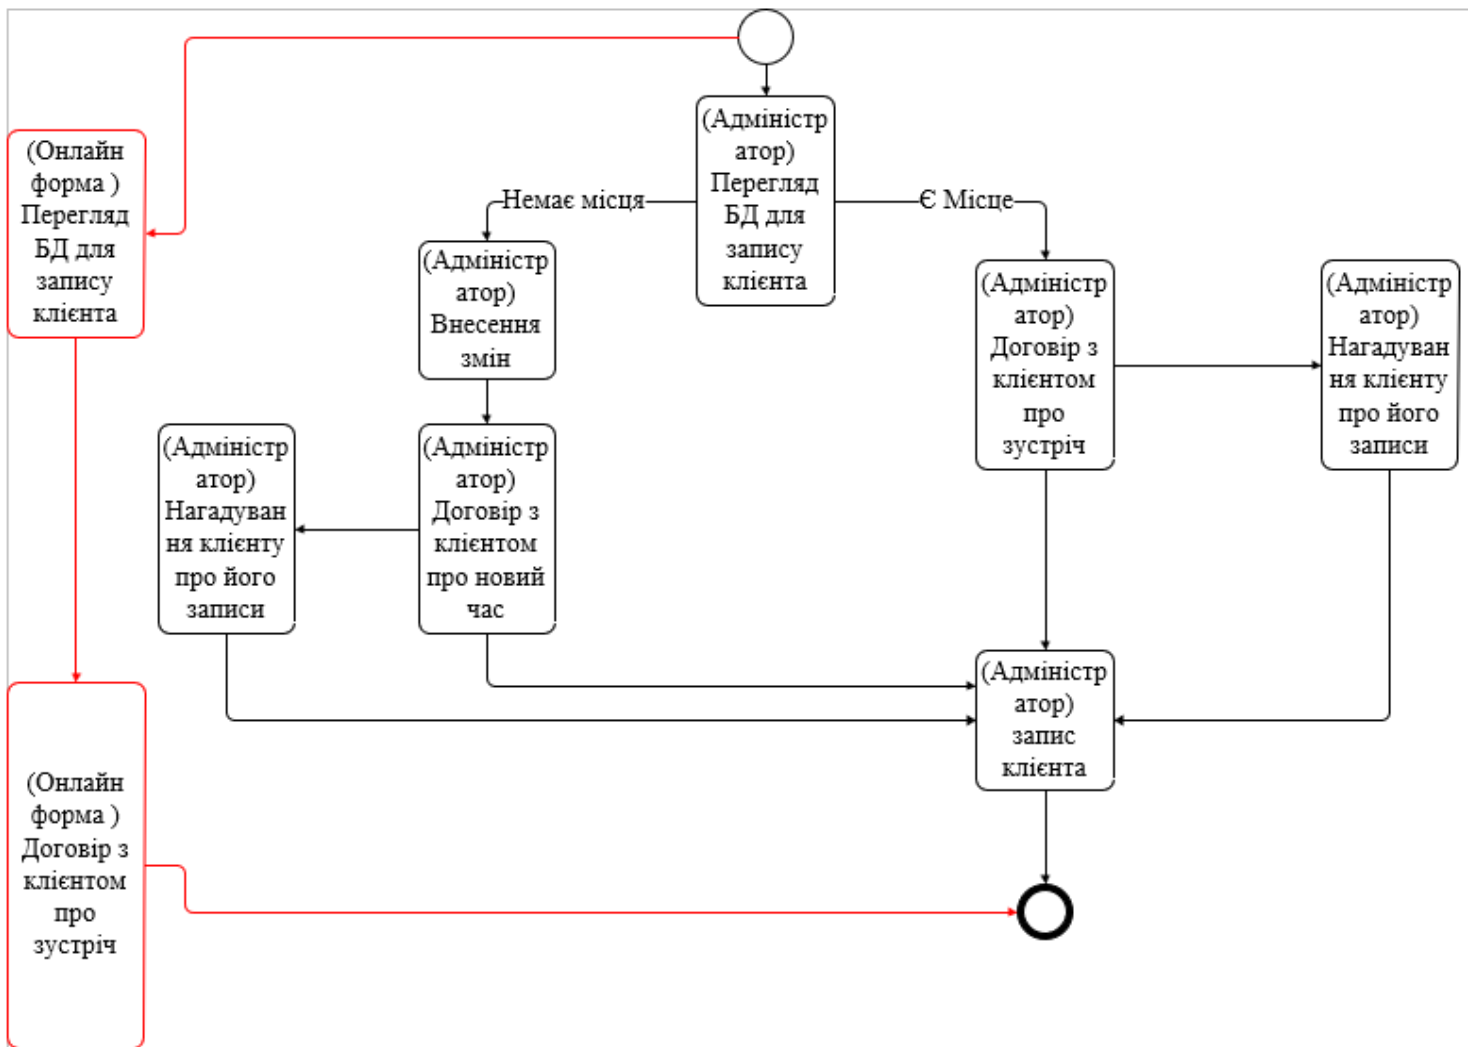 (Адміністр
атор)
Перегляд
БД для
запису
клієнта
(Онлайн
форма )
Перегляд
БД для
запису
клієнта
Немає місця
Є Місце
(Адміністр
атор)
Внесення
змін
(Адміністр
атор)
Договір з
клієнтом
про
зустріч
(Адміністр
атор)
Нагадуван
ня клієнту
про його
записи
(Адміністр
атор)
Нагадуван
ня клієнту
про його
записи
(Адміністр
атор)
Договір з
клієнтом
про новий
час
(Адміністр
атор)
запис
клієнта
(Онлайн
форма )
Договір з
клієнтом
про
зустріч